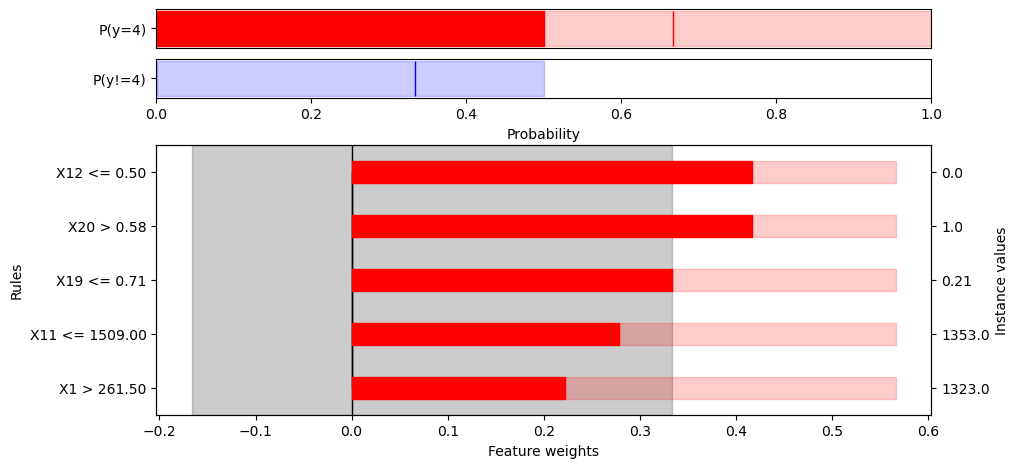 P(y=4)
P(y!=4)
0.0 0.2 0.4 0.6 0.8 1.0
Probability
X12 <= 0.50 0.0
X20 > 0.58 1.0
X19 <= 0.71 0.21
X11 <= 1509.00 1353.0
X1 > 261.50 1323.0
Rules
Instance values
−0.2 −0.1 0.0 0.1 0.2 0.3 0.4 0.5 0.6
Feature weights